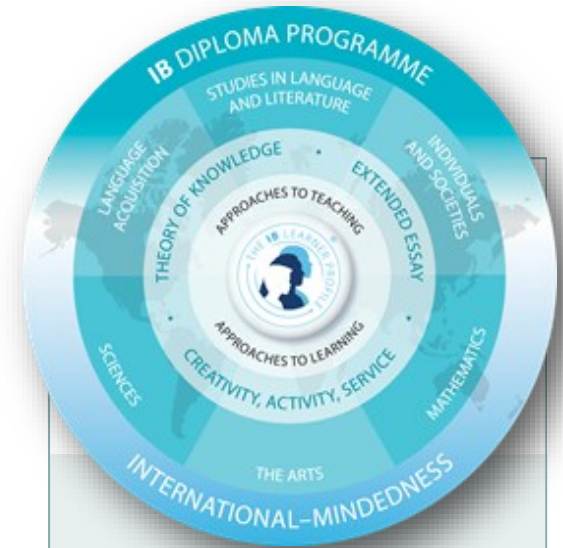 IB DIPLOMA PROGRAMME
STUDIES IN LANGUAGE
AND LITERATURE
LANGUAGE
ACQUISITION
INDIVIDUALS
AND SOCIETIES
THEORY OF KNOWLEDGE
EXTENDED ESSAY
APPROACHES TO TEACHING
THE IB LEARNER PROFILE
APPROACHES TO LEARNING
CREATIVITY, ACTIVITY, SERVICE
SCIENCES
MATHEMATICS
THE ARTS
INTERNATIONAL–MINDEDNESS